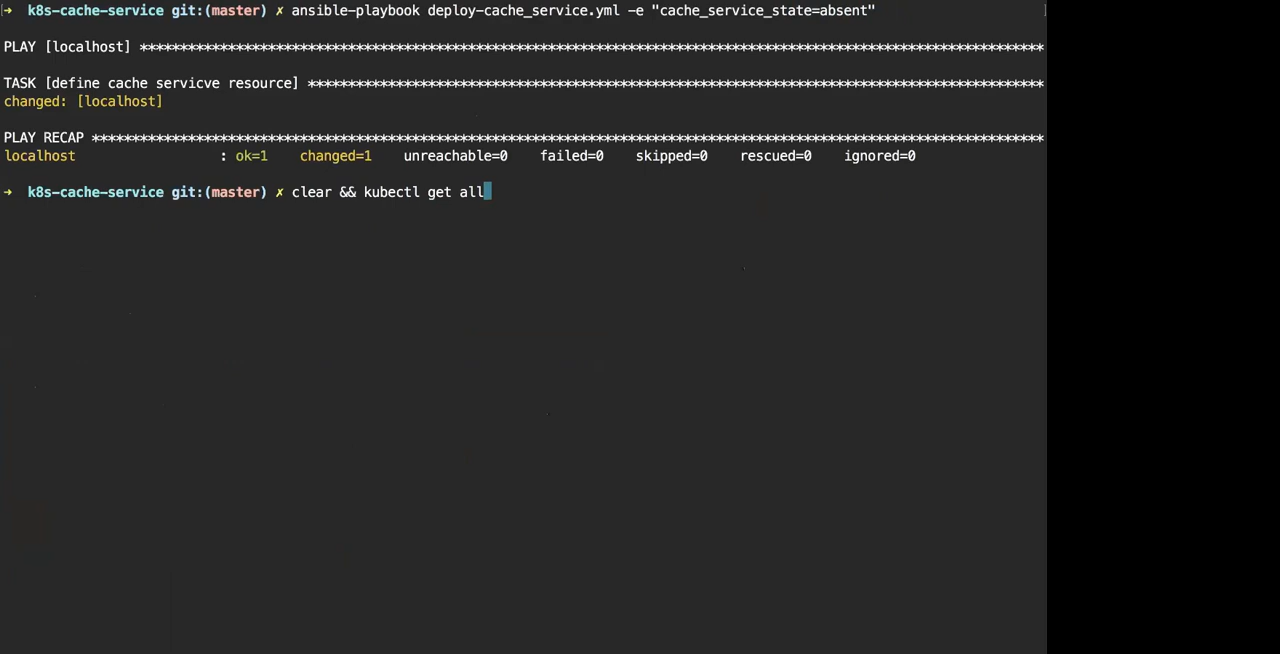 → k8s-cache-service git:(master) ✗ ansible-playbook deploy-cache_service.yml -e "cache_service_state=absent"
PLAY [localhost] *****************************************************************************************************************
TASK [define cache servicve resource] ********************************************************************************************
changed: [localhost]
PLAY RECAP ***********************************************************************************************************************
localhost : ok=1 changed=1 unreachable=0 failed=0 skipped=0 rescued=0 ignored=0
→ k8s-cache-service git:(master) ✗ clear && kubectl get all